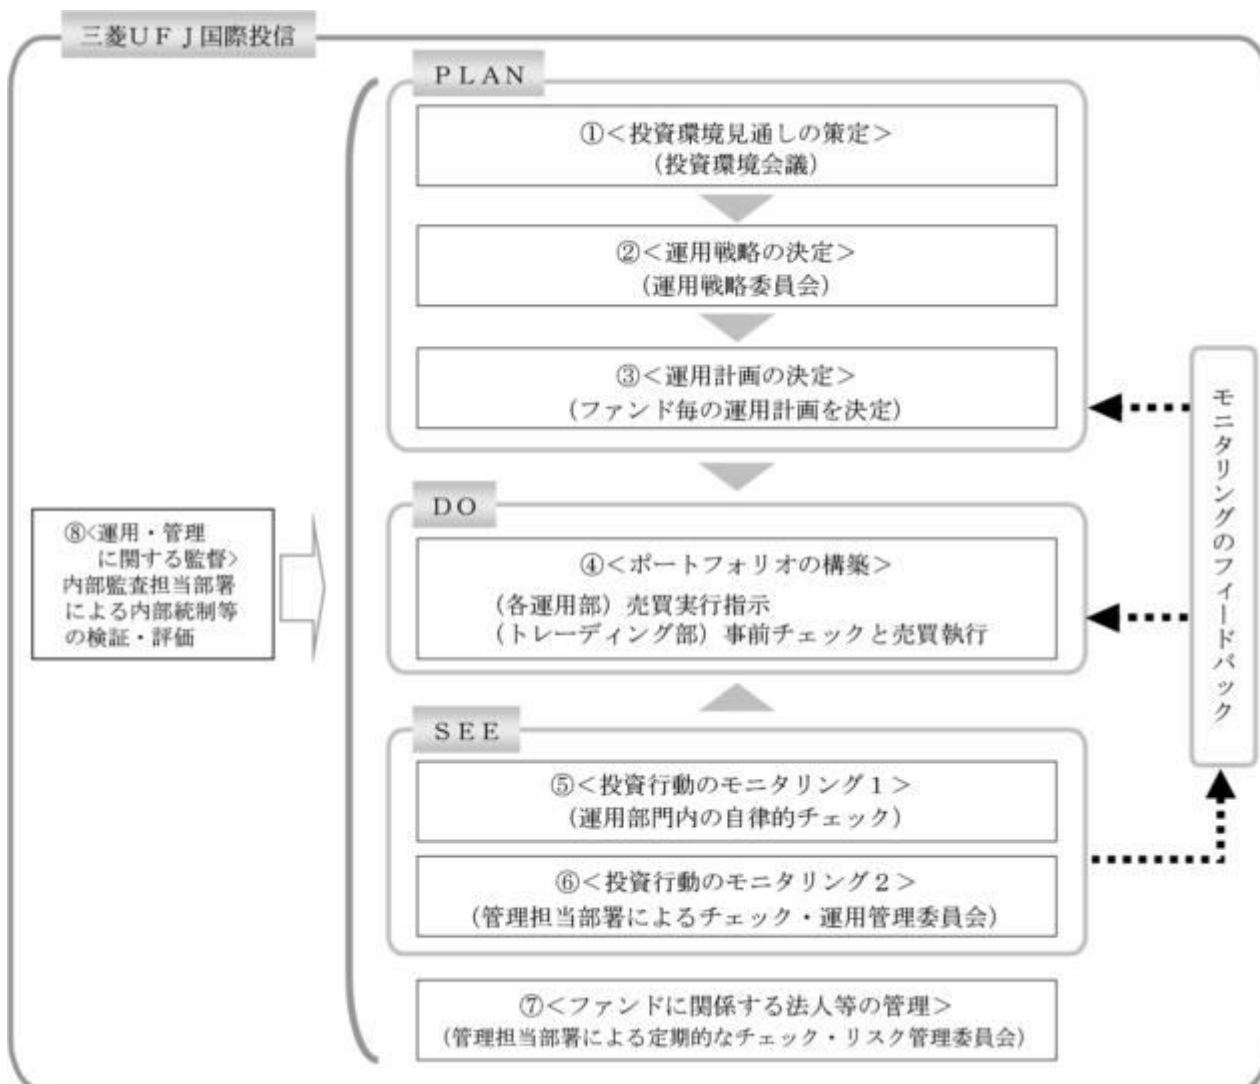 三菱ＵＦＪ国際投信
ＰＬＡＮ
①＜投資環境見通しの策定＞
（投資環境会議）
②＜運用戦略の決定＞
（運用戦略委員会）
③＜運用計画の決定＞
（ファンド毎の運用計画を決定）
ＤＯ
④＜ポートフォリオの構築＞
（各運用部）売買実行指示
（トレーディング部）事前チェックと売買執行
ＳＥＥ
⑤＜投資行動のモニタリング１＞
（運用部門内の自律的チェック）
⑥＜投資行動のモニタリング２＞
（管理担当部署によるチェック・運用管理委員会）
⑦＜ファンドに関係する法人等の管理＞
（管理担当部署による定期的なチェック・リスク管理委員会）
⑧<運用・管理
に関する監督>
内部監査担当部署
による内部統制等
の検証・評価
モニタリングのフィードバック